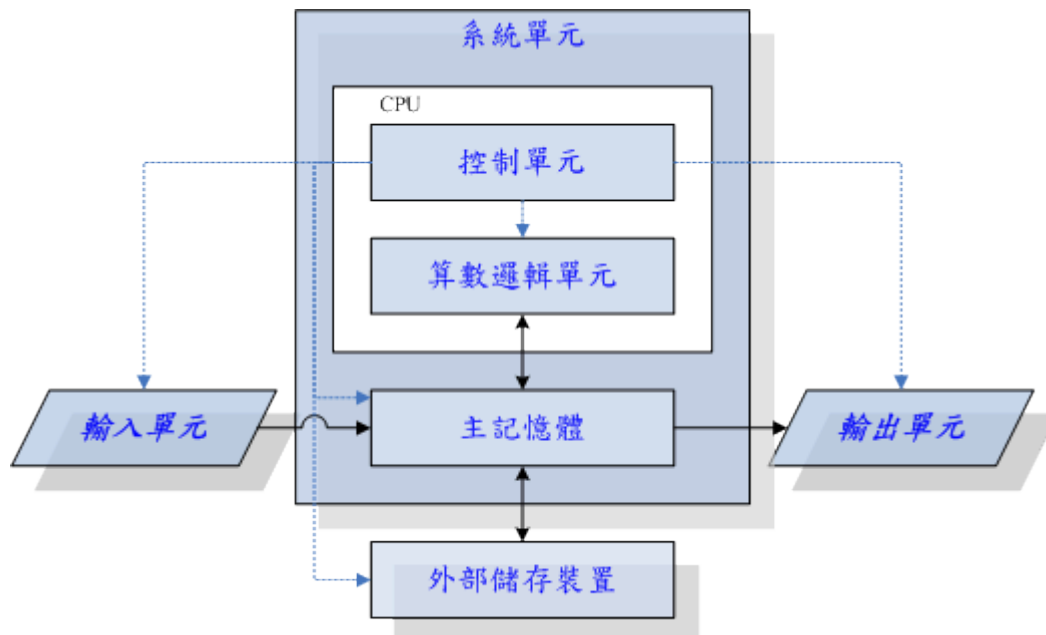 系統單元
CPU
控制單元
算數邏輯單元
輸入單元
主記憶體
輸出單元
外部儲存裝置